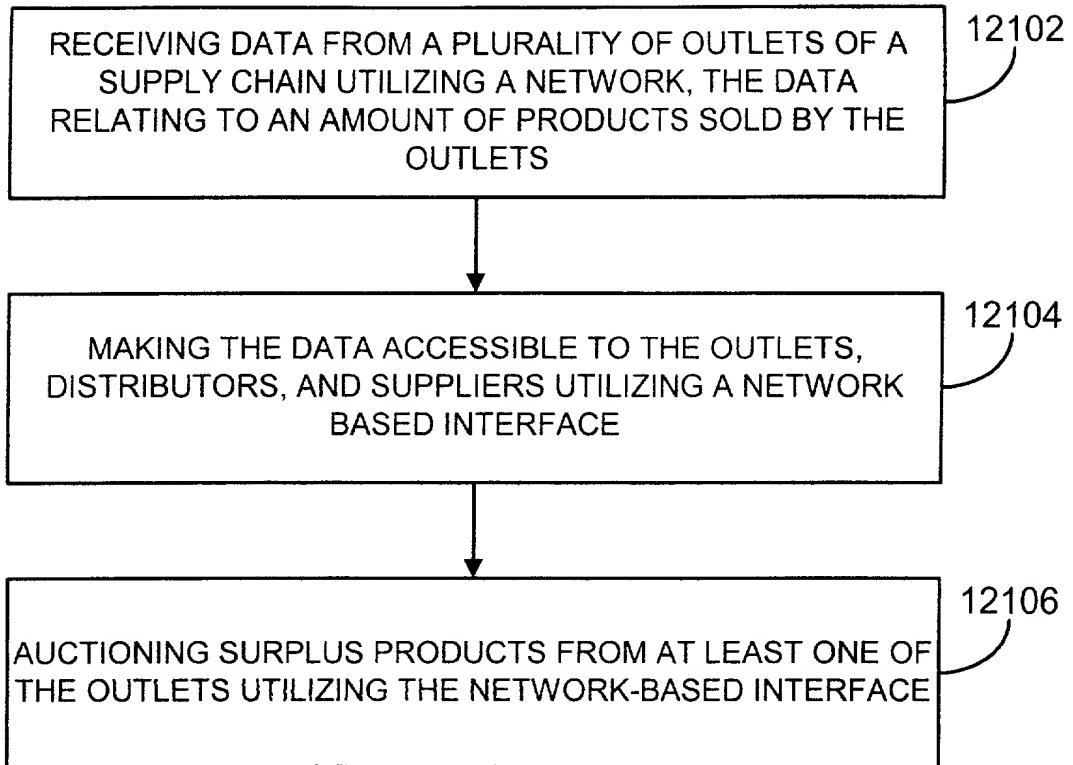 RECEIVING DATA FROM A PLURALITY OF OUTLETS OF A
SUPPLY CHAIN UTILIZING A NETWORK, THE DATA
RELATING TO AN AMOUNT OF PRODUCTS SOLD BY THE
OUTLETS
12102
MAKING THE DATA ACCESSIBLE TO THE OUTLETS,
DISTRIBUTORS, AND SUPPLIERS UTILIZING A NETWORK
BASED INTERFACE
12104
AUCTIONING SURPLUS PRODUCTS FROM AT LEAST ONE OF
THE OUTLETS UTILIZING THE NETWORK-BASED INTERFACE
12106